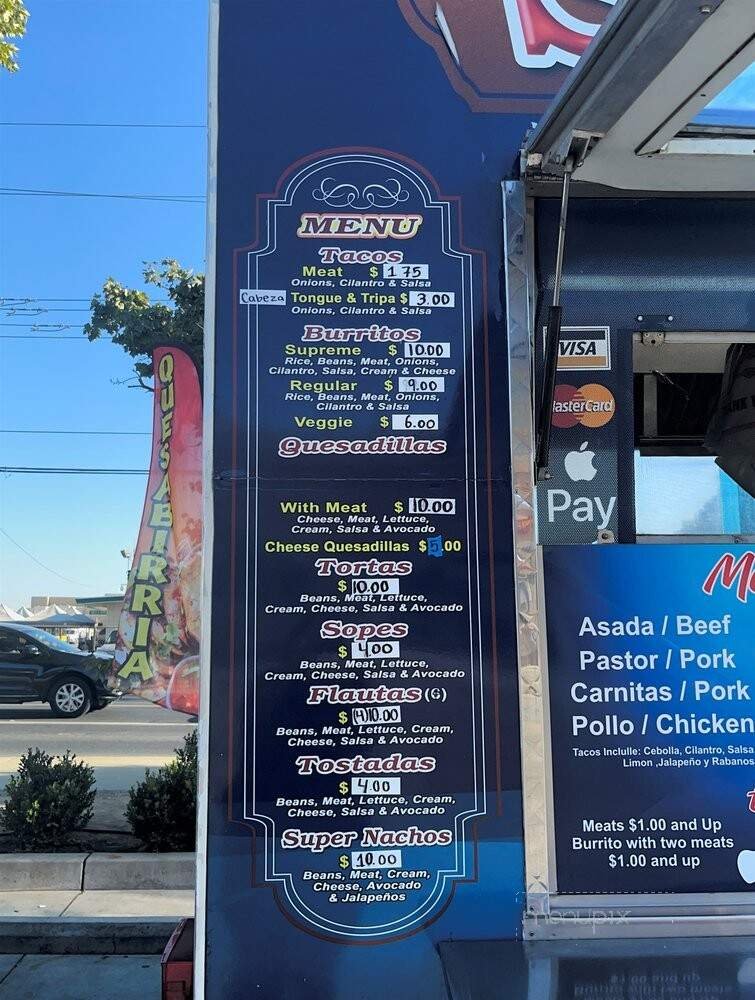 MENU
Tacos
Meat $ 1.75
Onions, Cilantro & Salsa
Cabeza Tongue & Tripa $ 3.00
Onions, Cilantro & Salsa
Burritos
Supreme $ 10.00
Rice, Beans, Meat, Onions,
Cilantro, Salsa, Cream & Cheese
Regular $ 9.00
Rice, Beans, Meat, Onions,
Cilantro & Salsa
Veggie $ 6.00
Quesadillas
With Meat $ 10.00
Cheese, Meat, Lettuce,
Cream, Salsa & Avocado
Cheese Quesadillas $ .00
Tortas
$ 10.00
Beans, Meat, Lettuce,
Cream, Cheese, Salsa & Avocado
Sopes
$ 4.00
Beans, Meat, Lettuce,
Cream, Cheese, Salsa & Avocado
Flautas (6)
$ 10.00
Beans, Meat, Lettuce, Cream,
Cheese, Salsa & Avocado
Tostadas
$ 4.00
Beans, Meat, Lettuce, Cream,
Cheese, Salsa & Avocado
Super Nachos
$ 10.00
Beans, Meat, Cream,
Cheese, Avocado
& Jalapeños
QUESABIRRIA
VISA
MasterCard
Pay
Asada / Beef
Pastor / Pork
Carnitas / Pork
Pollo / Chicken
Tacos Inclulle: Cebolla, Cilantro, Salsa
Limon ,Jalapeño y Rabanos
Meats $1.00 and Up
Burrito with two meats
$1.00 and up
menupix